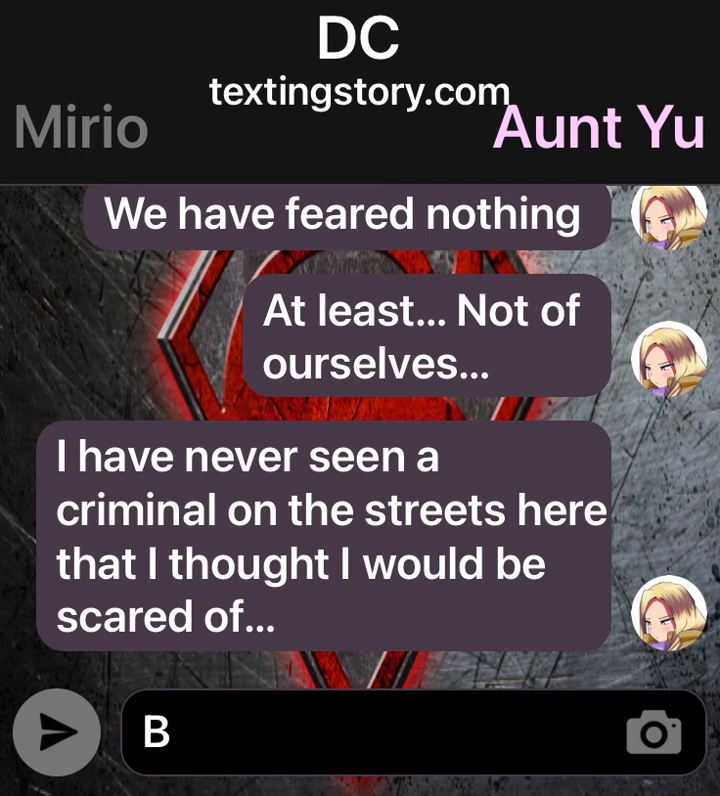 DC
textingstory.com
Mirio
Aunt Yu
We have feared nothing
At least... Not of
ourselves...
I have never seen a
criminal on the streets here
that I thought I would be
scared of...
B